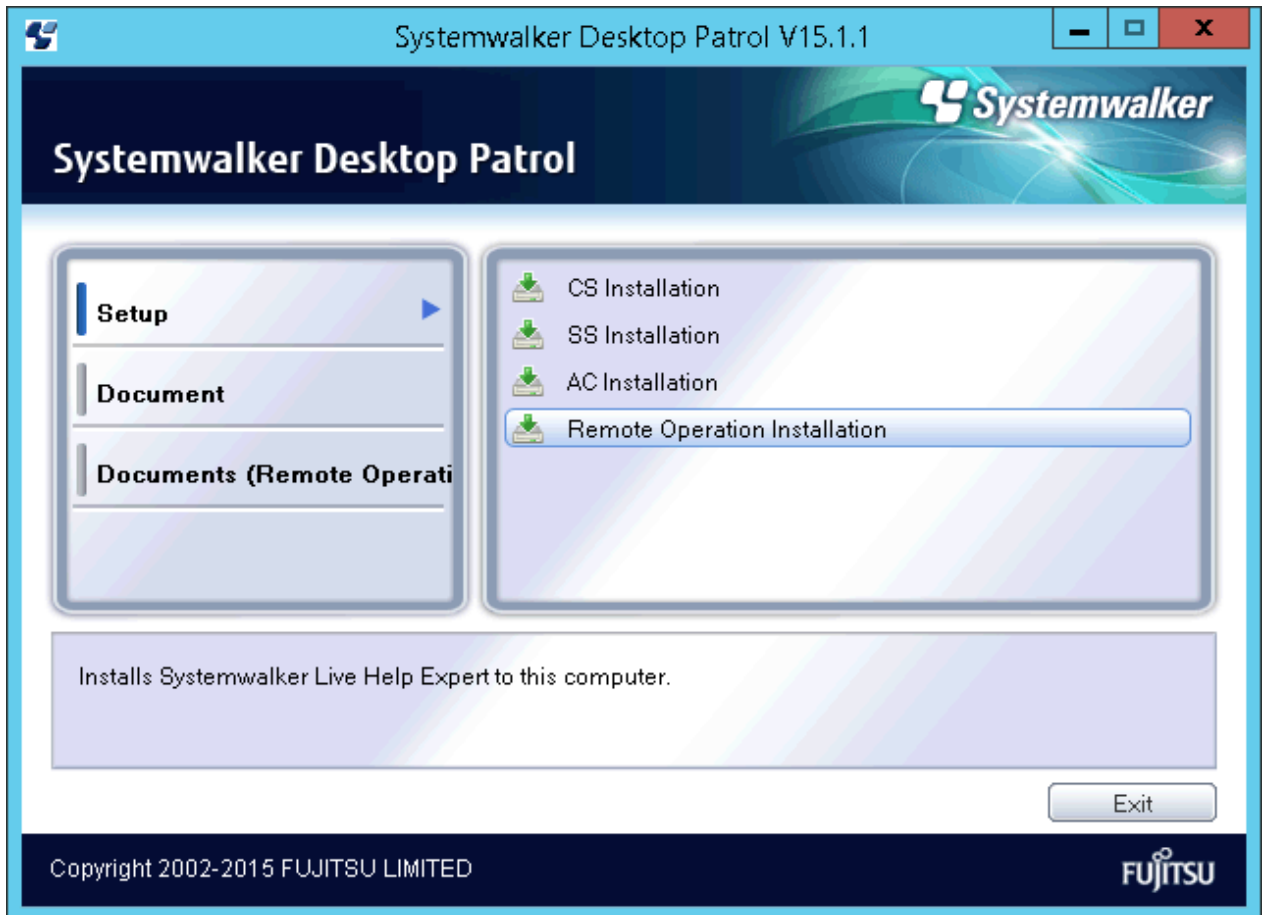 Systemwalker Desktop Patrol V15.1.1
Systemwalker
Systemwalker Desktop Patrol
Setup
Document
Documents (Remote Operati
CS Installation
SS Installation
AC Installation
Remote Operation Installation
Installs Systemwalker Live Help Expert to this computer.
Exit
Copyright 2002-2015 FUJITSU LIMITED
FUJITSU